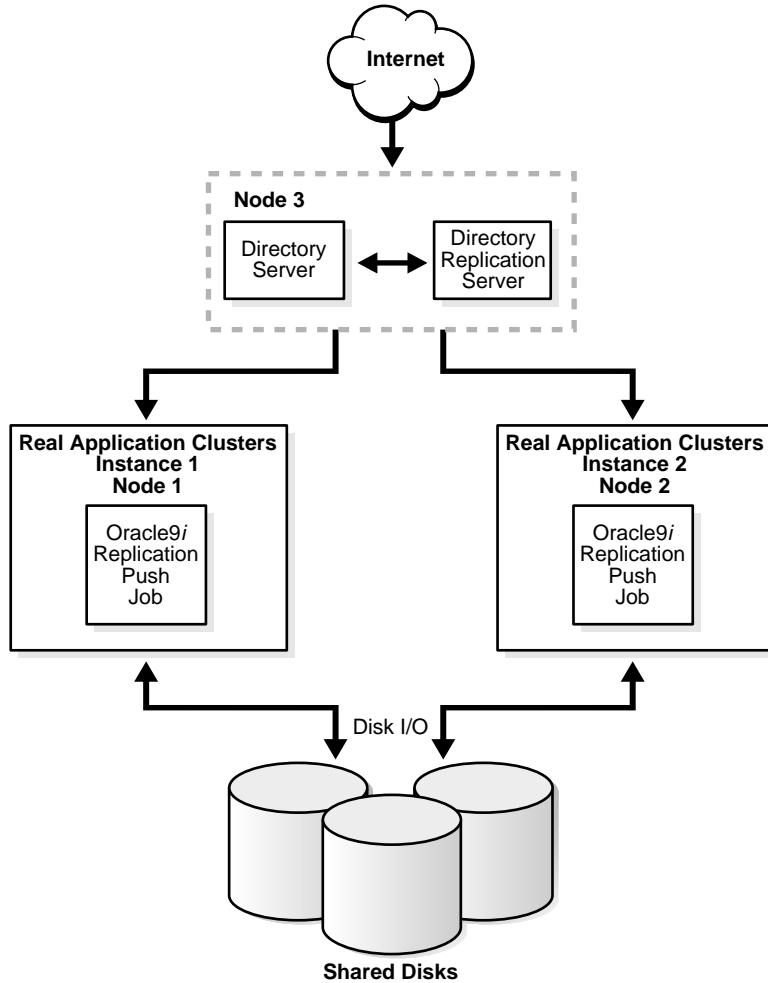 Internet
Node 3
Directory
Server
Directory
Replication
Server
Real Application Clusters
Instance 1
Node 1
Oracle9i
Replication
Push
Job
Real Application Clusters
Instance 2
Node 2
Oracle9i
Replication
Push
Job
Disk I/O
Shared Disks